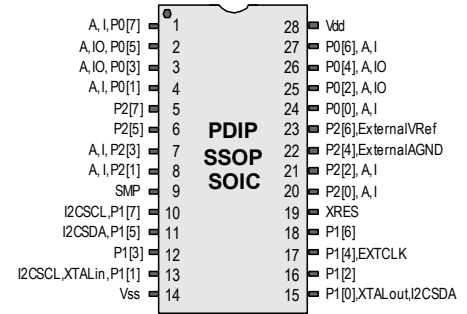 A, I,P0[7] 1 28 Vdd
A, IO, P0[5] 2 27 P0[6], A, I
A, IO, P0[3] 3 26 P0[4], A, IO
A, I, P0[1] 4 25 P0[2], A, IO
P2[7] 5 24 P0[0], A, I
P2[5] 6 PDIP 23 P2[6],ExternalVRef
A, I, P2[3] 7 SSOP 22 P2[4],ExternalAGND
A, I, P2[1] 8 SOIC 21 P2[2], A, I
SMP 9 20 P2[0], A, I
I2CSCL,P1[7] 10 19 XRES
I2CSDA,P1[5] 11 18 P1[6]
P1[3] 12 17 P1[4],EXTCLK
I2CSCL,XTALin,P1[1] 13 16 P1[2]
Vss 14 15 P1[0],XTALout,I2CSDA